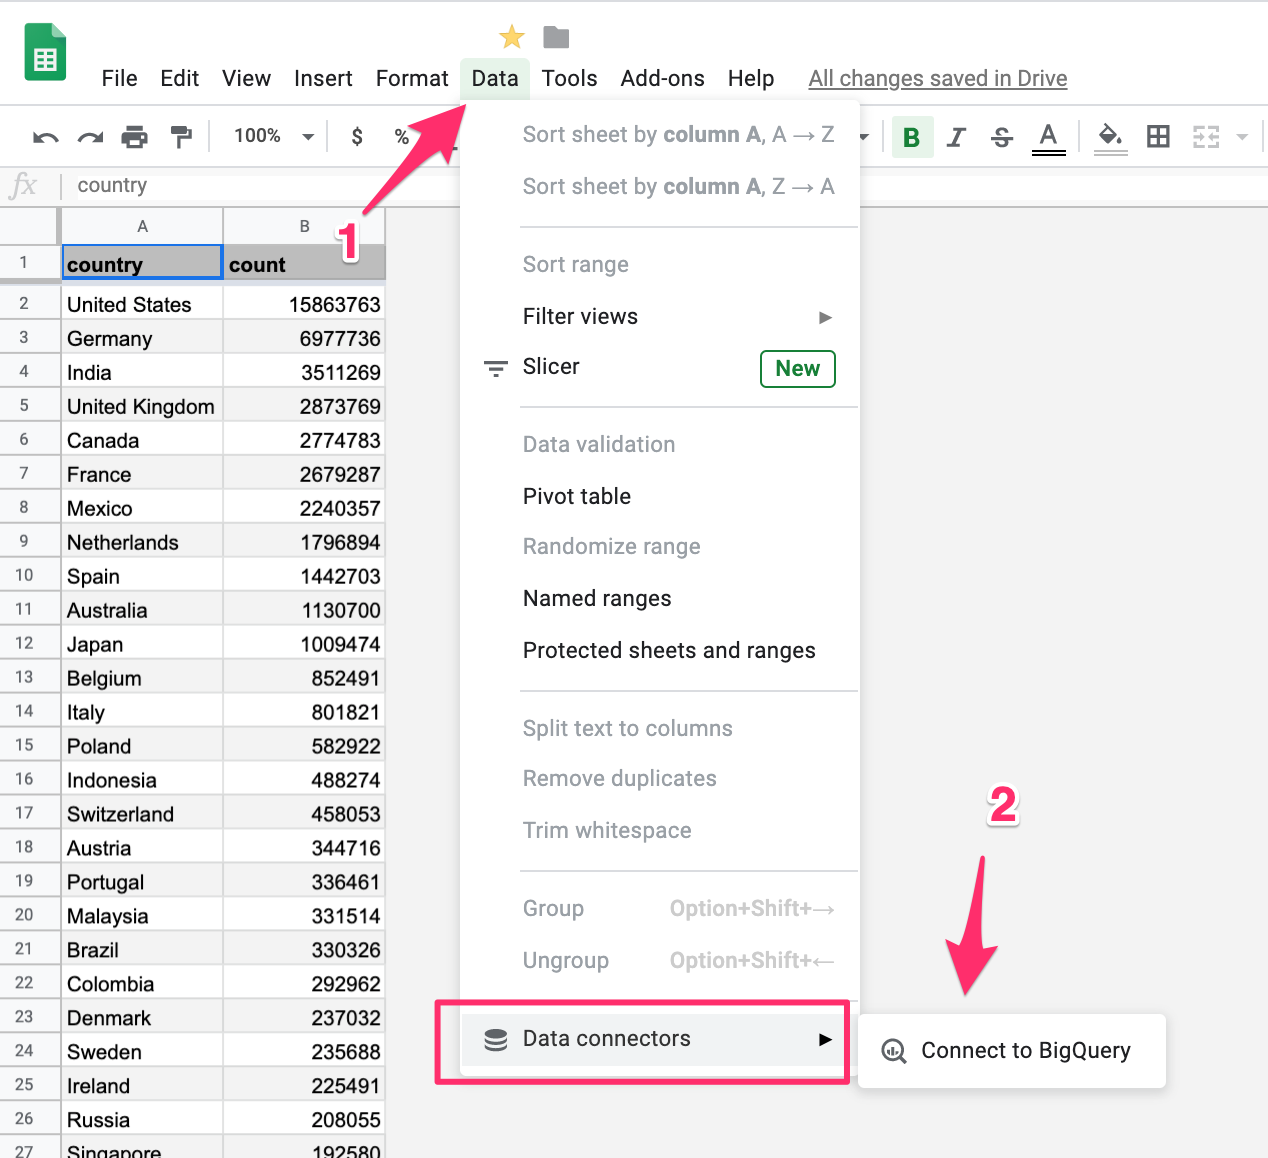 File Edit View Insert Format Data Tools Add-ons Help All changes saved in Drive
100% $ % B I S A
fx country
A B
1 country count
2 United States 15863763
3 Germany 6977736
4 India 3511269
5 United Kingdom 2873769
6 Canada 2774783
7 France 2679287
8 Mexico 2240357
9 Netherlands 1796894
10 Spain 1442703
11 Australia 1130700
12 Japan 1009474
13 Belgium 852491
14 Italy 801821
15 Poland 582922
16 Indonesia 488274
17 Switzerland 458053
18 Austria 344716
19 Portugal 336461
20 Malaysia 331514
21 Brazil 330326
22 Colombia 292962
23 Denmark 237032
24 Sweden 235688
25 Ireland 225491
26 Russia 208055
27 Singapore 192580
1
Sort sheet by column A, A → Z
Sort sheet by column A, Z → A
Sort range
Filter views
Slicer New
Data validation
Pivot table
Randomize range
Named ranges
Protected sheets and ranges
Split text to columns
Remove duplicates
Trim whitespace
Group Option+Shift+→
Ungroup Option+Shift+←
Data connectors
2
Connect to BigQuery